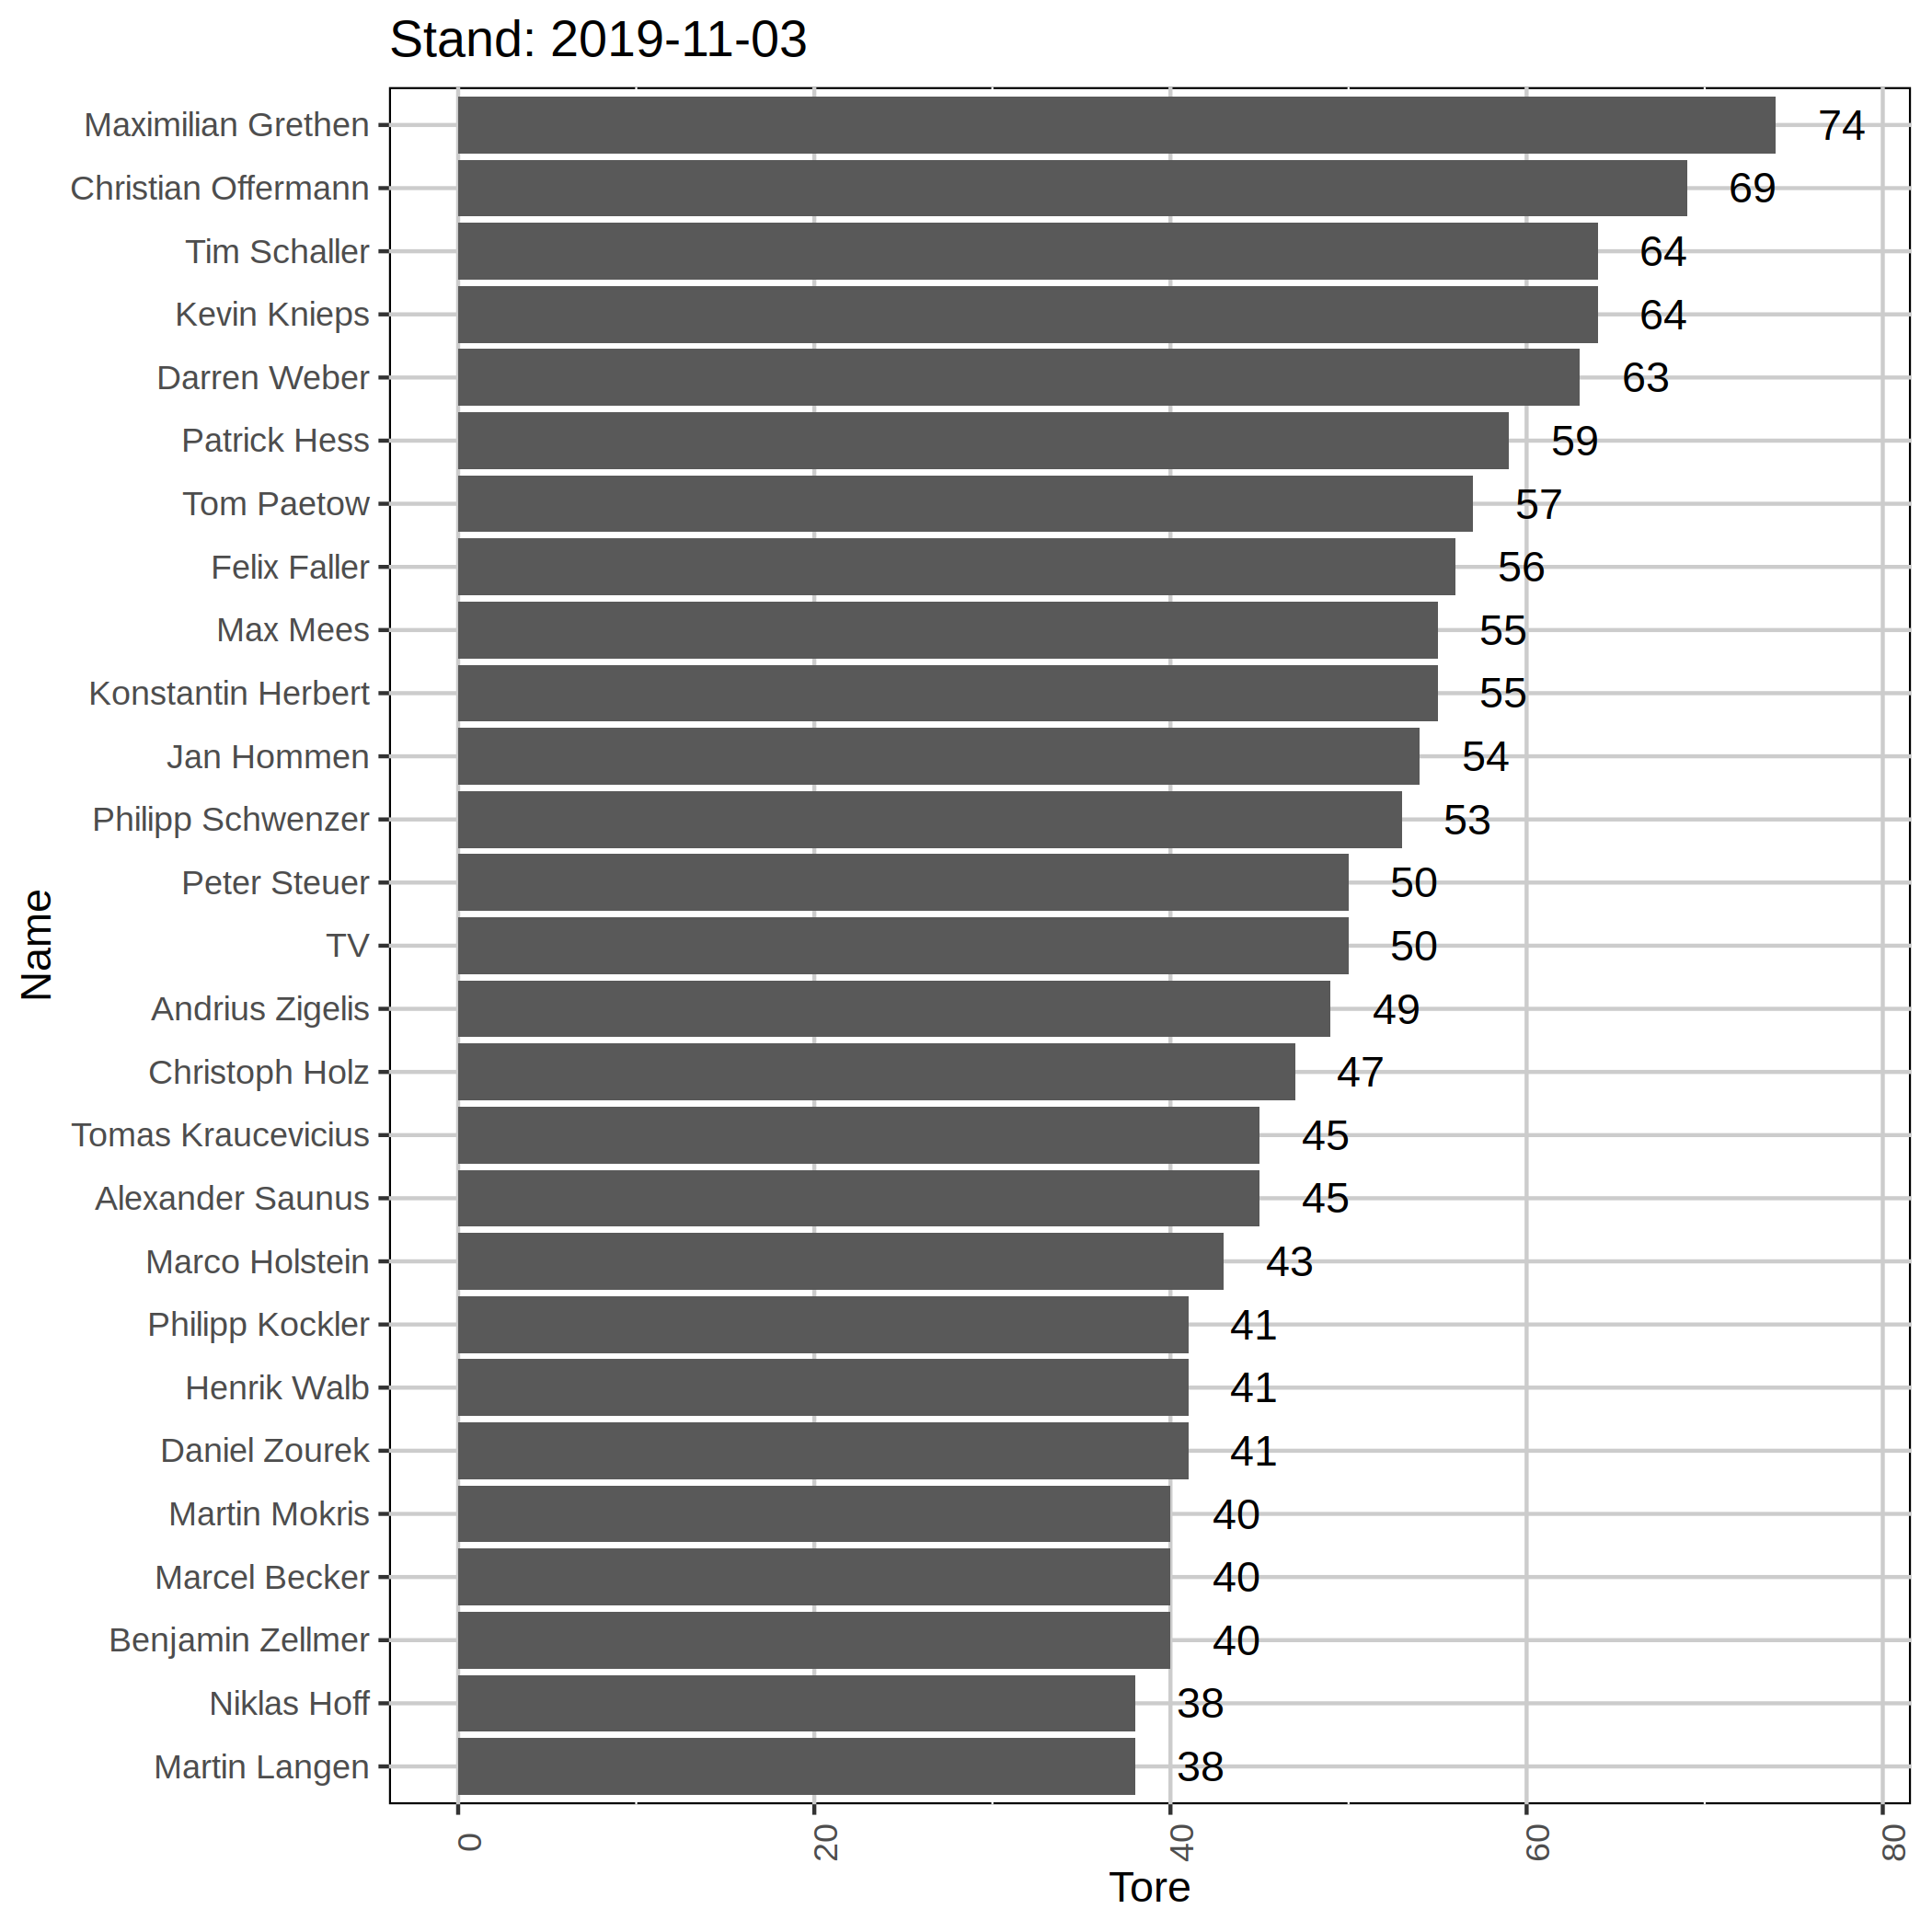 Stand: 2019-11-03
Maximilian Grethen 74
Christian Offermann 69
Tim Schaller 64
Kevin Knieps 64
Darren Weber 63
Patrick Hess 59
Tom Paetow 57
Felix Faller 56
Max Mees 55
Konstantin Herbert 55
Jan Hommen 54
Philipp Schwenzer 53
Peter Steuer 50
TV 50
Andrius Zigelis 49
Christoph Holz 47
Tomas Kraucevicius 45
Alexander Saunus 45
Marco Holstein 43
Philipp Kockler 41
Henrik Walb 41
Daniel Zourek 41
Martin Mokris 40
Marcel Becker 40
Benjamin Zellmer 40
Niklas Hoff 38
Martin Langen 38
Name
0 20 40 60 80
Tore